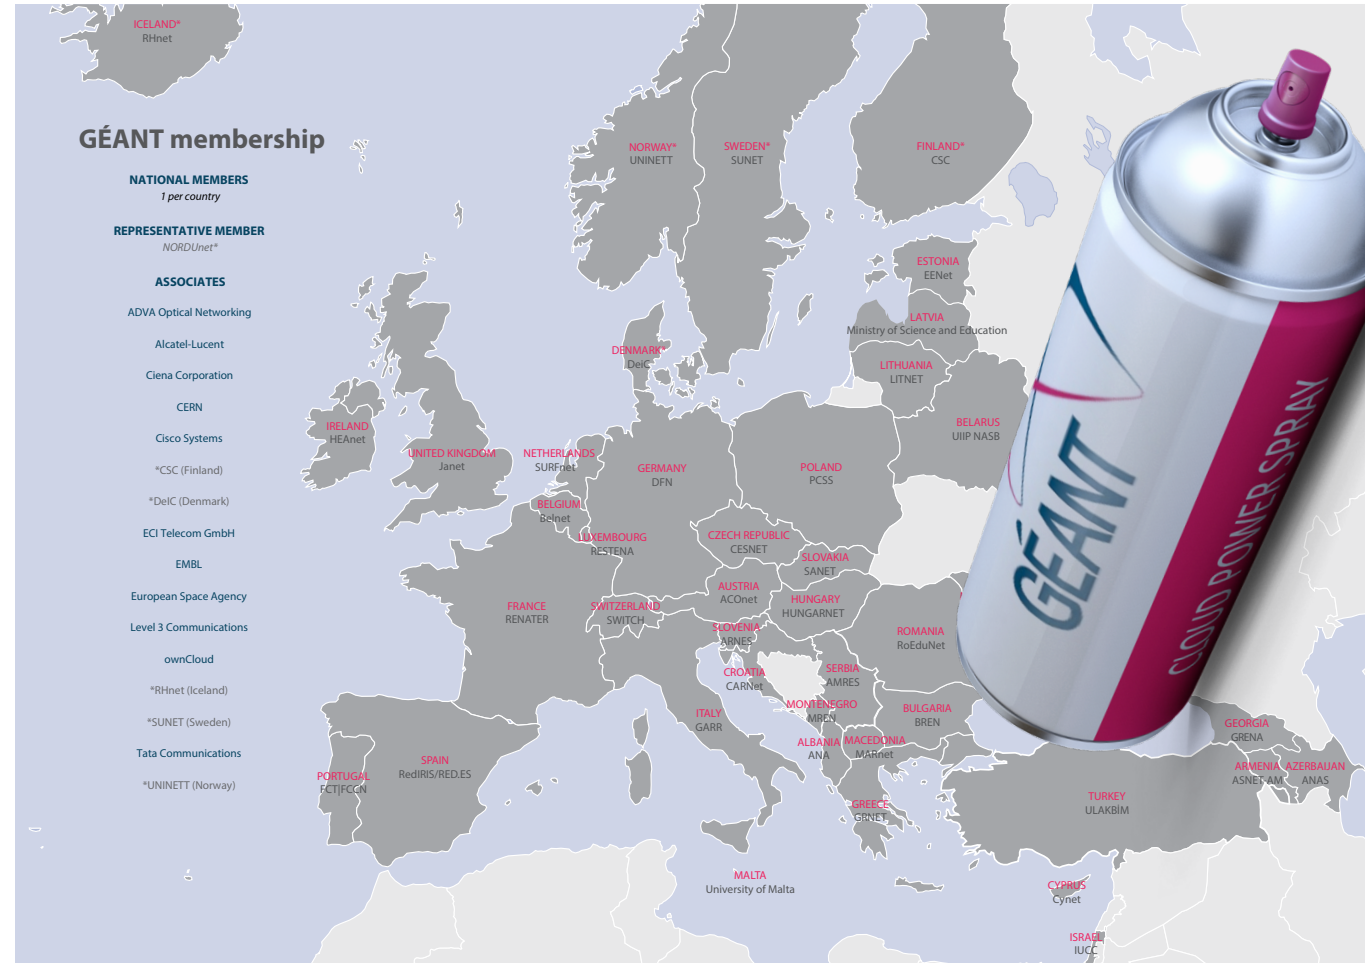 ICELAND*
RHnet
GÉANT membership
NATIONAL MEMBERS
1 per country
REPRESENTATIVE MEMBER
NORDUnet*
ASSOCIATES
ADVA Optical Networking
Alcatel-Lucent
Ciena Corporation
CERN
Cisco Systems
*CSC (Finland)
*DeIC (Denmark)
ECI Telecom GmbH
EMBL
European Space Agency
Level 3 Communications
ownCloud
*RHnet (Iceland)
*SUNET (Sweden)
Tata Communications
*UNINETT (Norway)
NORWAY*
UNINETT
SWEDEN*
SUNET
FINLAND*
CSC
ESTONIA
EENet
LATVIA
Ministry of Science and Education
DENMARK*
DeiC
LITHUANIA
LITNET
BELARUS
UIIP NASB
IRELAND
HEAnet
UNITED KINGDOM
Janet
NETHERLANDS
SURFnet
GERMANY
DFN
POLAND
PCSS
BELGIUM
Belnet
LUXEMBOURG
RESTENA
CZECH REPUBLIC
CESNET
SLOVAKIA
SANET
AUSTRIA
ACOnet
HUNGARY
HUNGARNET
FRANCE
RENATER
SWITZERLAND
SWITCH
SLOVENIA
ARNES
ROMANIA
RoEduNet
CROATIA
CARNet
SERBIA
AMRES
MONTENEGRO
MREN
BULGARIA
BREN
ITALY
GARR
ALBANIA
ANA
MACEDONIA
MARnet
GEORGIA
GRENA
PORTUGAL
FCT|FCCN
SPAIN
RedIRIS/RED.ES
ARMENIA
ASNET-AM
AZERBAIJAN
ANAS
GREECE
GRNET
TURKEY
ULAKBİM
MALTA
University of Malta
CYPRUS
Cynet
ISRAEL
IUCC
GÉANT
CLOUD POWER SPRAY